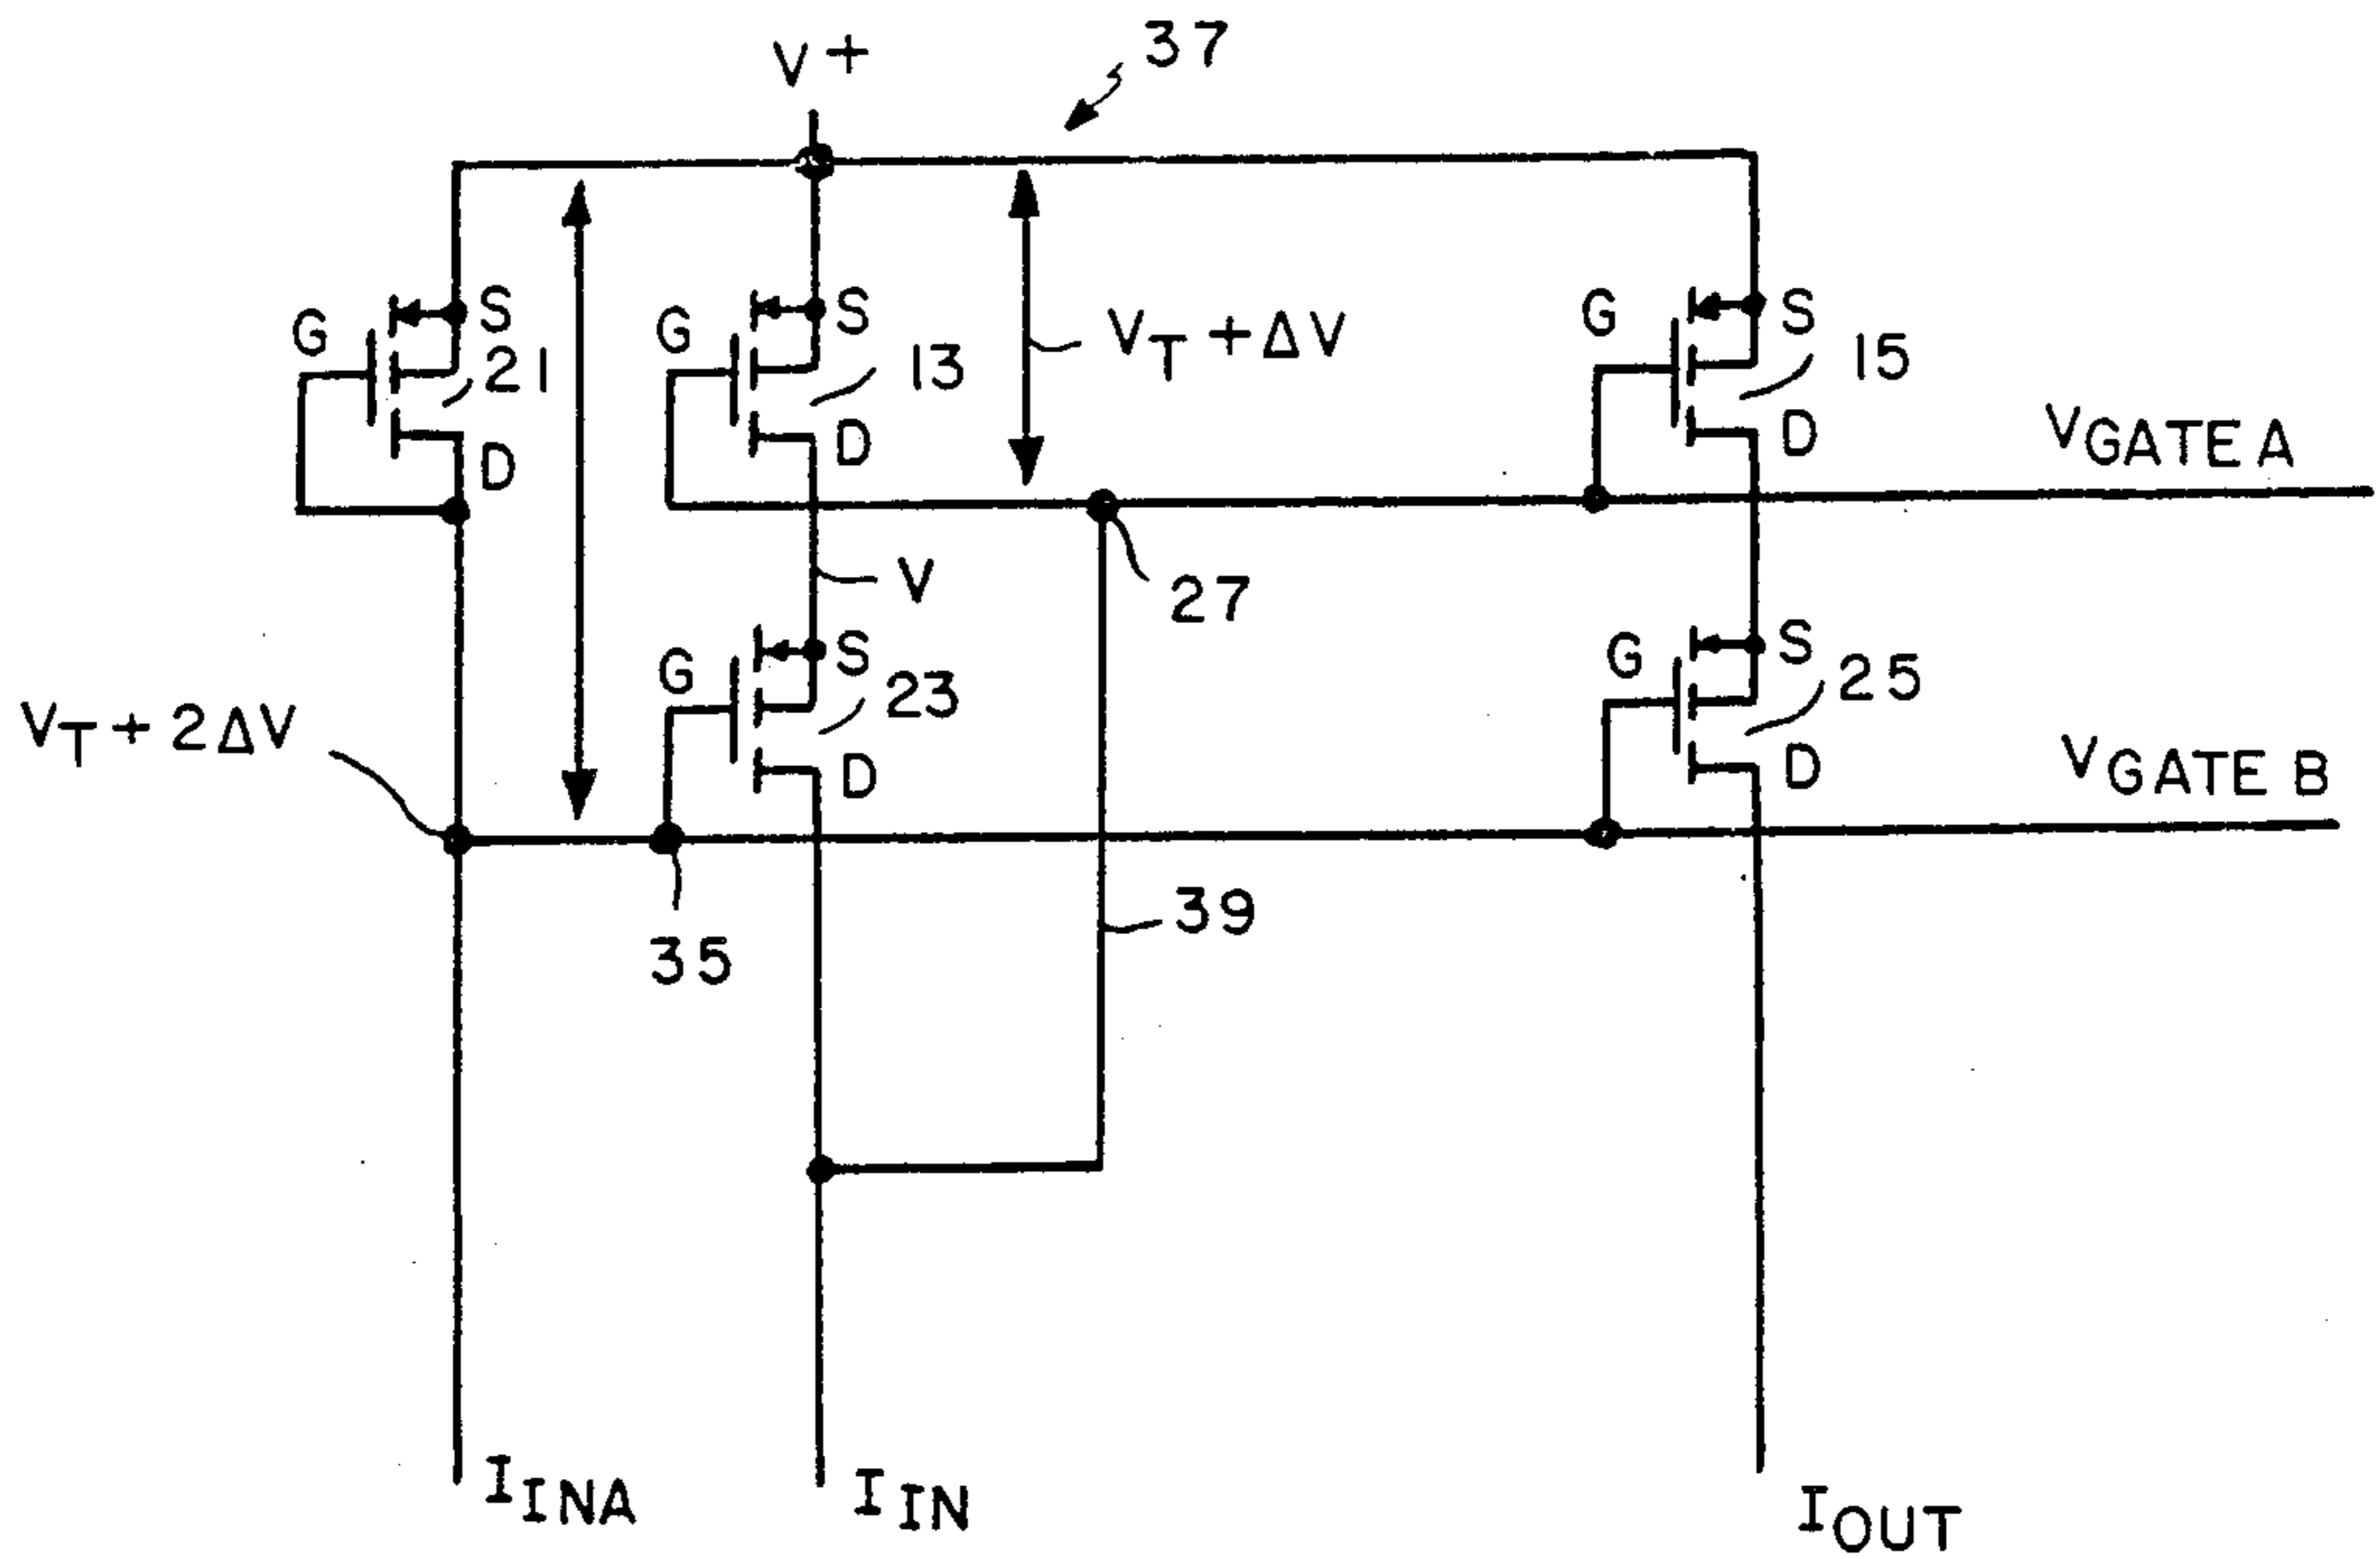 37
V+
G
S
21
D
G
S
13
D
VT+ΔV
G
S
15
D
VGATE A
V
27
G
S
23
D
G
S
25
D
VT+2ΔV
VGATE B
35
39
IINA
IIN
IOUT